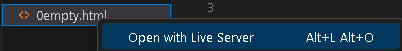 0empty.html
3
Open with Live Server Alt+L Alt+O